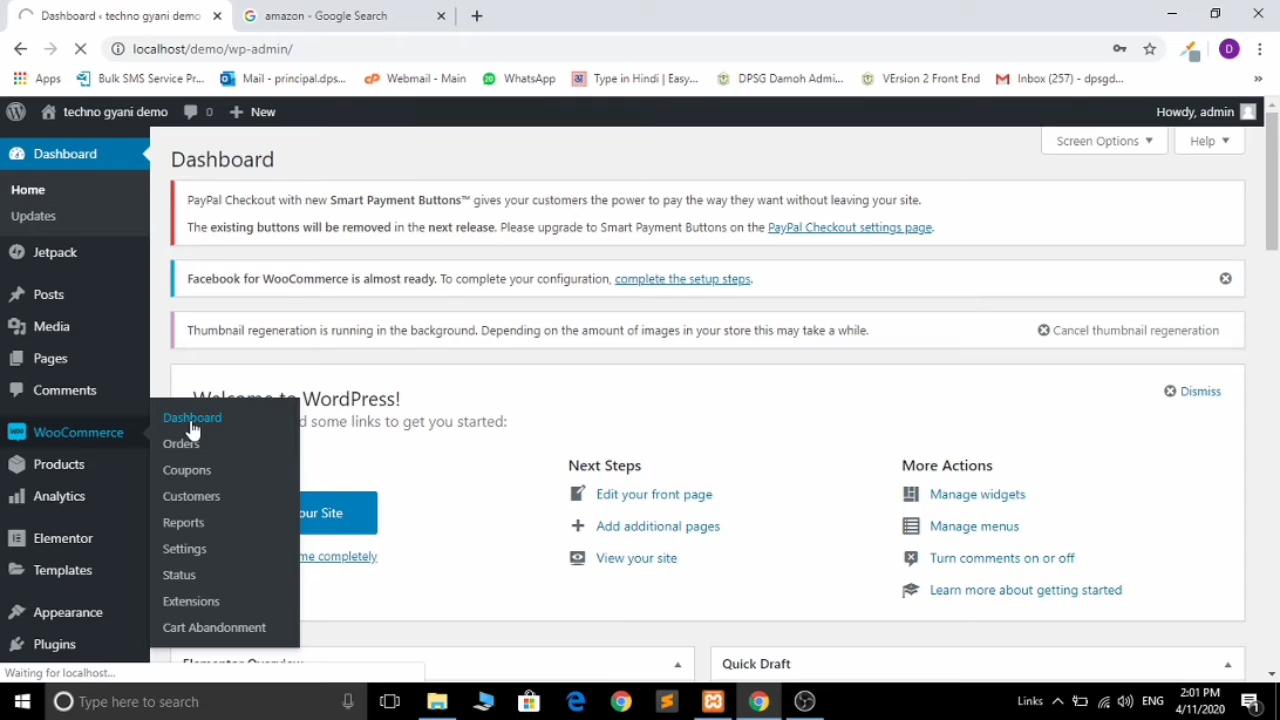 Dashboard ‹ techno gyani demo
amazon - Google Search
localhost/demo/wp-admin/
D
Apps
Bulk SMS Service Pr...
Mail - principal.dps...
Webmail - Main
WhatsApp
Type in Hindi | Easy...
DPSG Damoh Admi...
VErsion 2 Front End
Inbox (257) - dpsgd...
»
techno gyani demo
0
New
Howdy, admin
Dashboard
Home
Updates
Jetpack
Posts
Media
Pages
Comments
WooCommerce
Products
Analytics
Elementor
Templates
Appearance
Plugins
Dashboard
Orders
Coupons
Customers
Reports
Settings
Status
Extensions
Cart Abandonment
Screen Options
Help
Dashboard
PayPal Checkout with new Smart Payment Buttons™ gives your customers the power to pay the way they want without leaving your site.
The existing buttons will be removed in the next release. Please upgrade to Smart Payment Buttons on the PayPal Checkout settings page.
Facebook for WooCommerce is almost ready. To complete your configuration, complete the setup steps.
Thumbnail regeneration is running in the background. Depending on the amount of images in your store this may take a while.
Cancel thumbnail regeneration
Welcome to WordPress!
d some links to get you started:
Dismiss
our Site
me completely
Next Steps
Edit your front page
Add additional pages
View your site
More Actions
Manage widgets
Manage menus
Turn comments on or off
Learn more about getting started
Elementor Overview
Quick Draft
Waiting for localhost...
Type here to search
Links
ENG
2:01 PM
4/11/2020
1